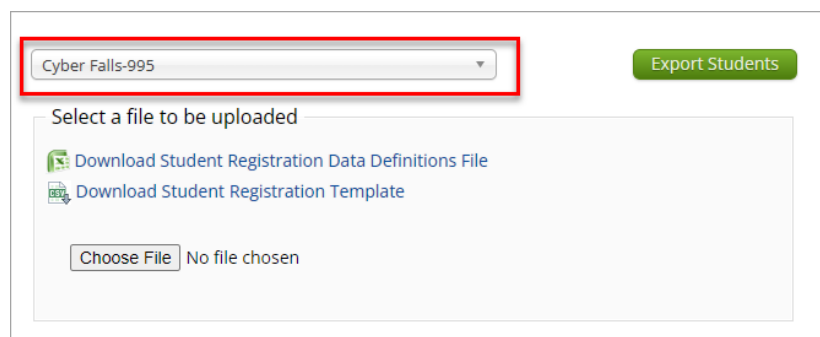 Cyber Falls-995
Export Students
Select a file to be uploaded
Download Student Registration Data Definitions File
Download Student Registration Template
Choose File No file chosen